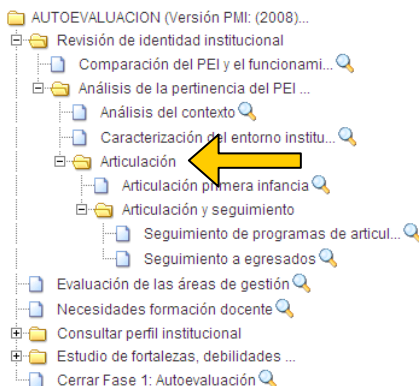 AUTOEVALUACION (Versión PMI: (2008)...
Revisión de identidad institucional
Comparación del PEI y el funcionami...
Análisis de la pertinencia del PEI ...
Análisis del contexto
Caracterización del entorno institu...
Articulación
Articulación primera infancia
Articulación y seguimiento
Seguimiento de programas de articul...
Seguimiento a egresados
Evaluación de las áreas de gestión
Necesidades formación docente
Consultar perfil institucional
Estudio de fortalezas, debilidades ...
Cerrar Fase 1: Autoevaluación